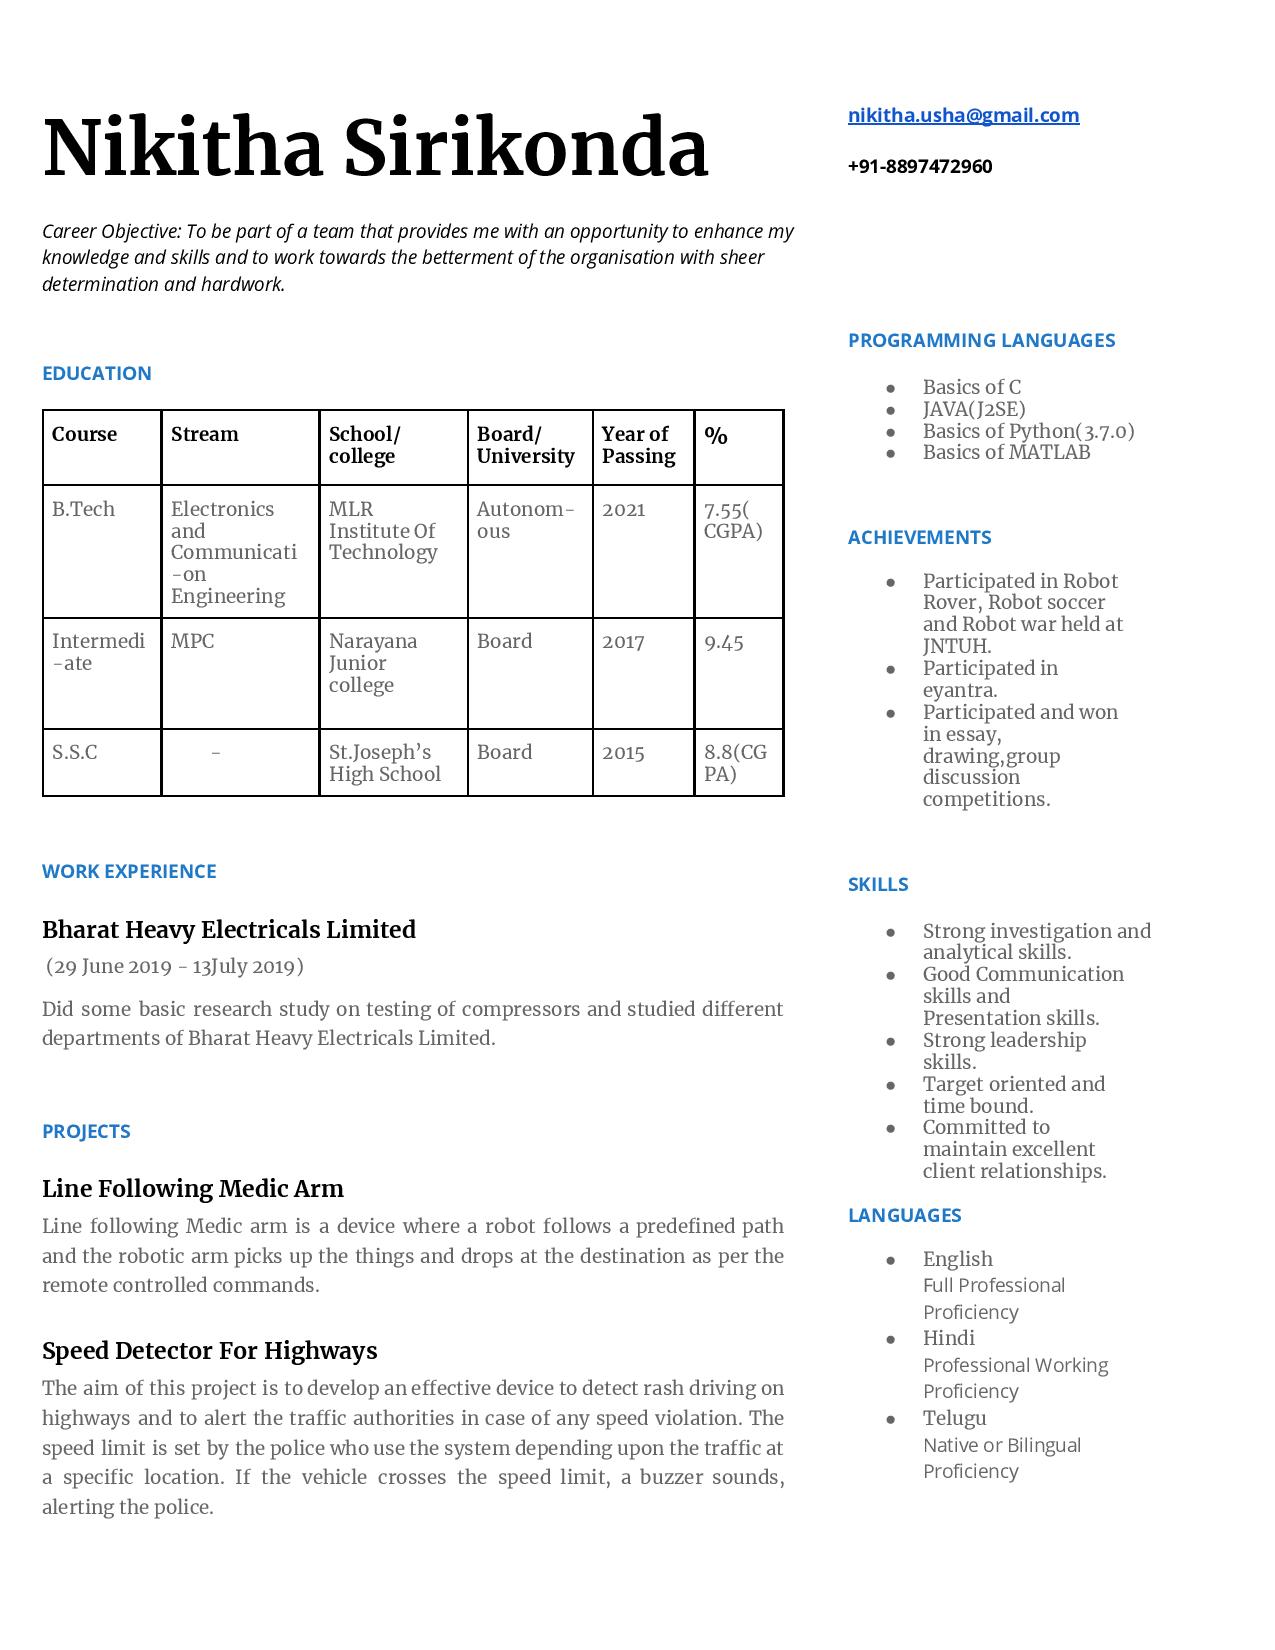 Nikitha Sirikonda
Career Objective: To be part of a team that provides me with an opportunity to enhance my
knowledge and skills and to work towards the betterment of the organisation with sheer
determination and hardwork.
EDUCATION
Course Stream School/ Board/ Year of %
college University Passing
B.Tech Electronics MLR Autonom- 2021 7.55(
and Institute Of ous CGPA)
Communicati Technology
-on
Engineering
Intermedi MPC Narayana Board 2017 9.45
-ate Junior
college
S.S.C - St.Joseph’s Board 2015 8.8(CG
High School PA)
WORK EXPERIENCE
Bharat Heavy Electricals Limited
(29 June 2019 - 13July 2019)
Did some basic research study on testing of compressors and studied different
departments of Bharat Heavy Electricals Limited.
PROJECTS
Line Following Medic Arm
Line following Medic arm is a device where a robot follows a predefined path
and the robotic arm picks up the things and drops at the destination as per the
remote controlled commands.
Speed Detector For Highways
The aim of this project is to develop an effective device to detect rash driving on
highways and to alert the traffic authorities in case of any speed violation. The
speed limit is set by the police who use the system depending upon the traffic at
a specific location. If the vehicle crosses the speed limit, a buzzer sounds,
alerting the police.
nikitha.usha@gmail.com
+91-8897472960
PROGRAMMING LANGUAGES
● Basics of C
● JAVA(J2SE)
● Basics of Python(3.7.0)
● Basics of MATLAB
ACHIEVEMENTS
● Participated in Robot
Rover, Robot soccer
and Robot war held at
JNTUH.
● Participated in
eyantra.
● Participated and won
in essay,
drawing,group
discussion
competitions.
SKILLS
● Strong investigation and
analytical skills.
● Good Communication
skills and
Presentation skills.
● Strong leadership
skills.
● Target oriented and
time bound.
● Committed to
maintain excellent
client relationships.
LANGUAGES
● English
Full Professional
Proficiency
● Hindi
Professional Working
Proficiency
● Telugu
Native or Bilingual
Proficiency